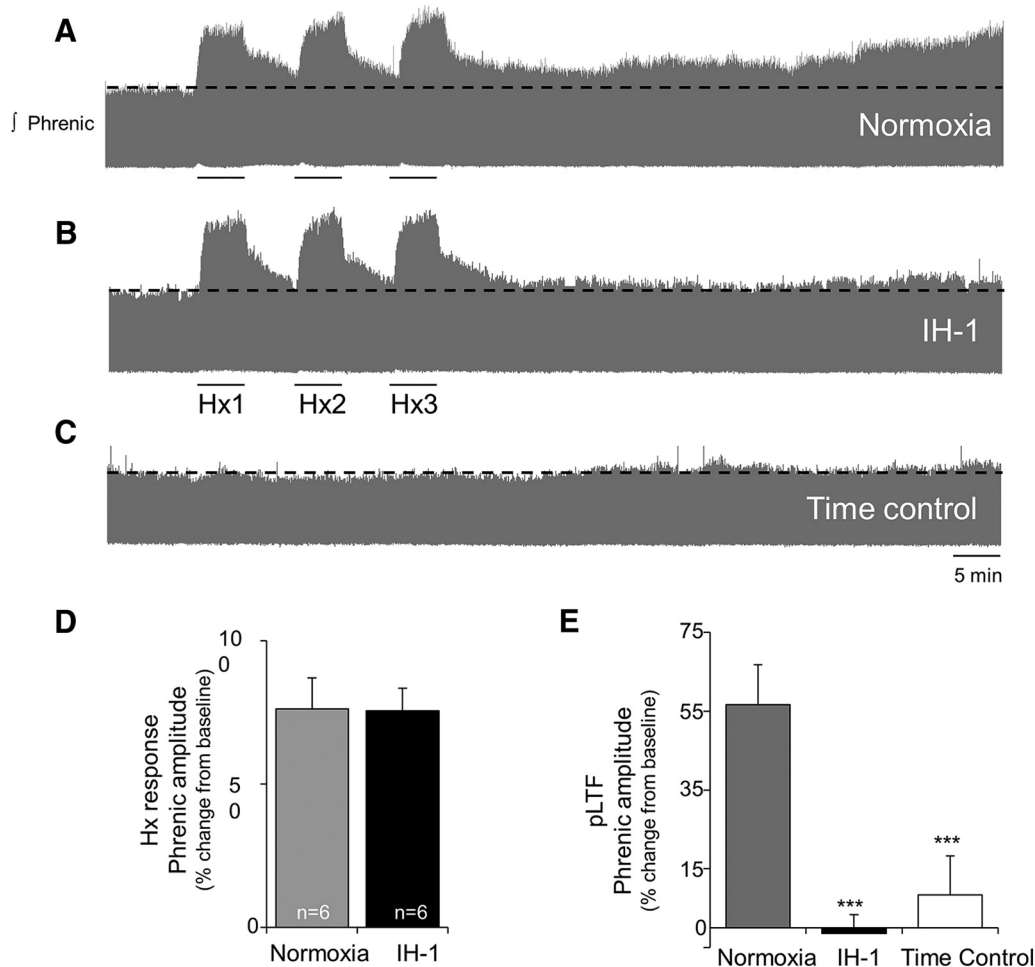 A
∫ Phrenic
Normoxia
B
IH-1
Hx1 Hx2 Hx3
C
Time control
5 min
D
Hx response
Phrenic amplitude
(% change from baseline)
10
0
5
0
0
n=6 n=6
Normoxia IH-1
E
pLTF
Phrenic amplitude
(% change from baseline)
75
55
35
15
0
***
***
Normoxia IH-1 Time Control